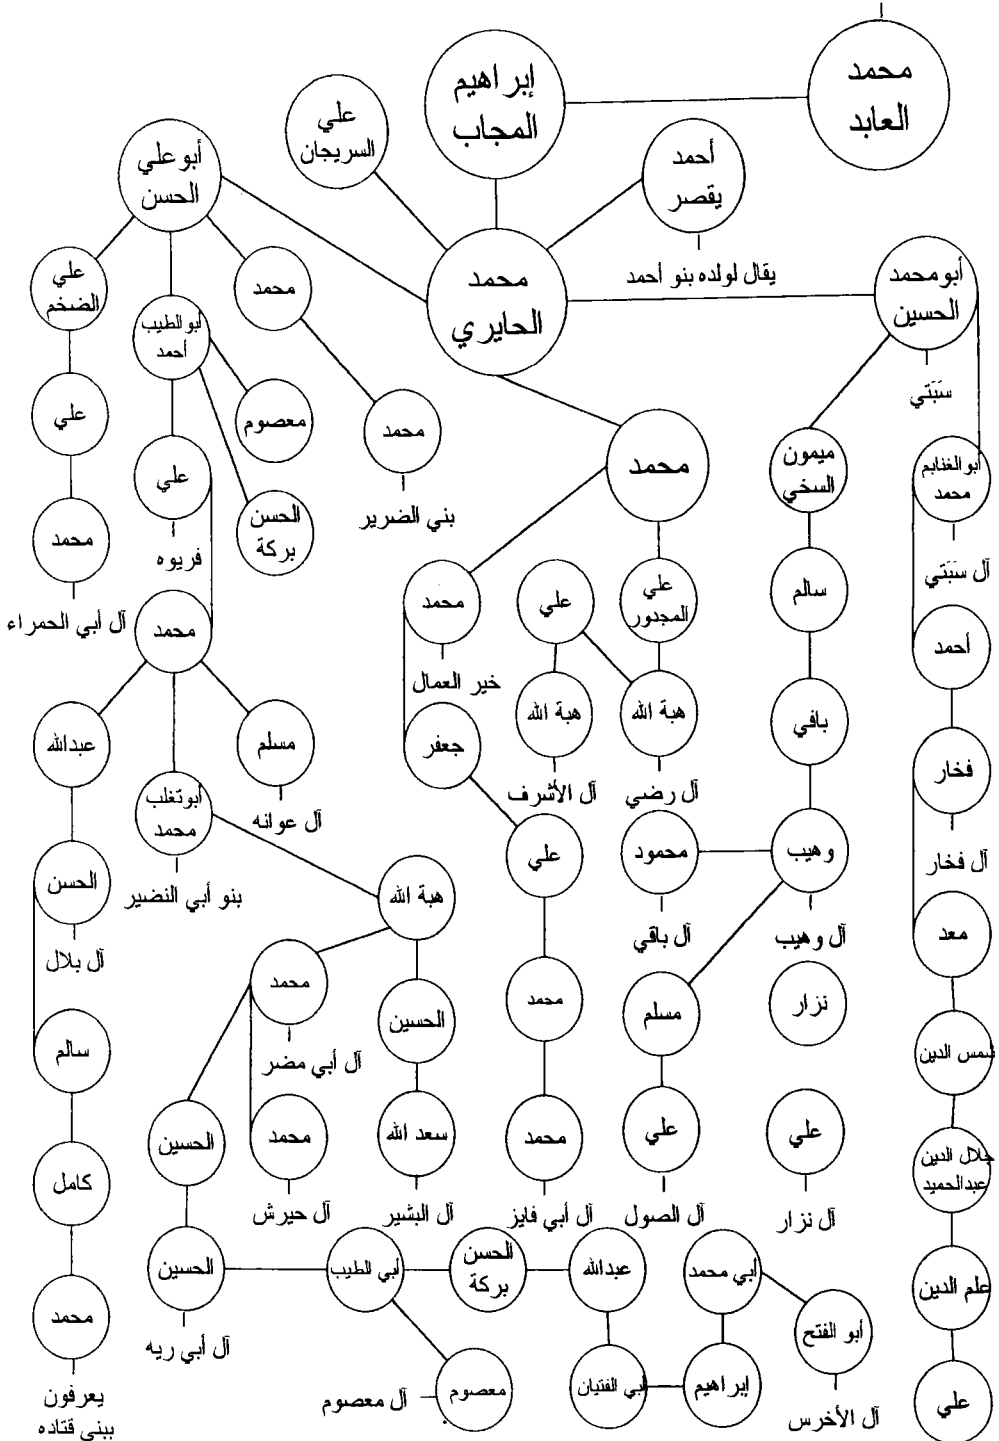 محمد
العابد
إبراهيم
المجاب
علي
السريجان
أحمد
يقصر
أبو علي
الحسن
محمد
الحايري
يقال لولده بنو أحمد
أبو محمد
الحسين
سَبَتي
علي
الضخم
أبو الطيب
أحمد
محمد
علي
معصوم
محمد
بني الضرير
محمد
ميمون
السخي
أبو الغنايم
محمد
آل سَبَتي
علي
فريوه
الحسن
بركة
محمد
آل أبي الحمراء
محمد
محمد
خير العمال
علي
علي
المجدور
سالم
أحمد
عبدالله
أبو تغلب
محمد
بنو أبي النضير
مسلم
آل عوانه
جعفر
هبة الله
آل الأشرف
هبة الله
آل رضي
باقي
فخار
آل فخار
الحسن
آل بلال
هبة الله
علي
محمود
آل باقي
وهيب
آل وهيب
معد
سالم
محمد
آل أبي مضر
الحسين
محمد
مسلم
نزار
شمس الدين
كامل
الحسين
محمد
آل حيرش
سعد الله
آل البشير
محمد
آل أبي فايز
علي
آل الصول
علي
آل نزار
جلال الدين
عبدالحميد
محمد
يعرفون
ببني قتاده
الحسين
آل أبي ريه
أبي الطيب
الحسن
بركة
عبدالله
أبي محمد
أبو الفتح
آل الأخرس
علم الدين
معصوم
آل معصوم
أبي الفتيان
إبراهيم
علي